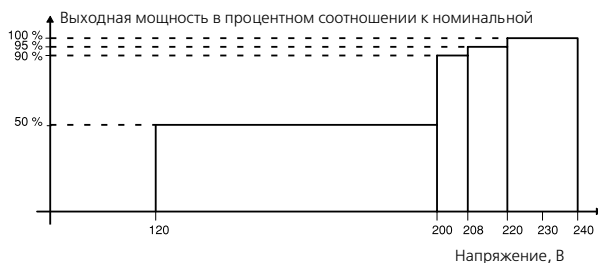 Выходная мощность в процентном соотношении к номинальной
100 %
95 %
90 %
50 %
120 200 208 220 230 240
Напряжение, В